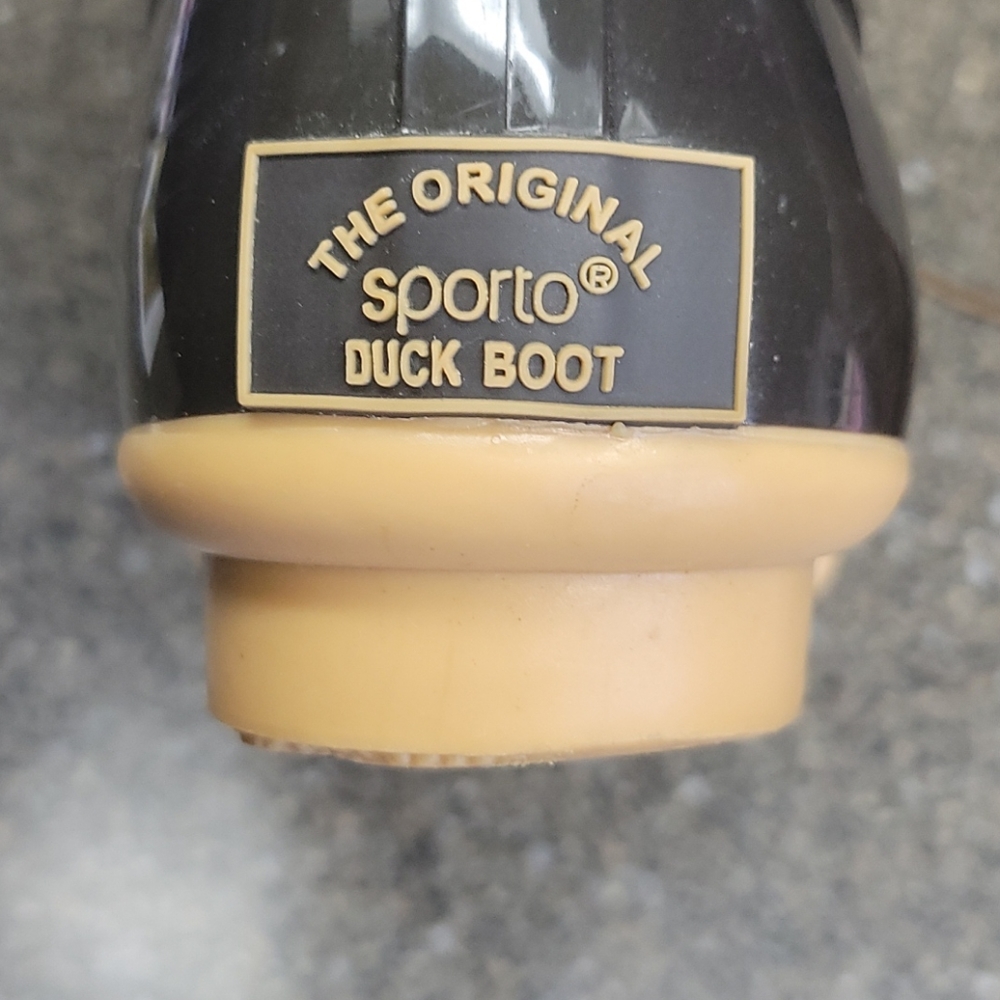 THE ORIGINAL
sporto®
DUCK BOOT